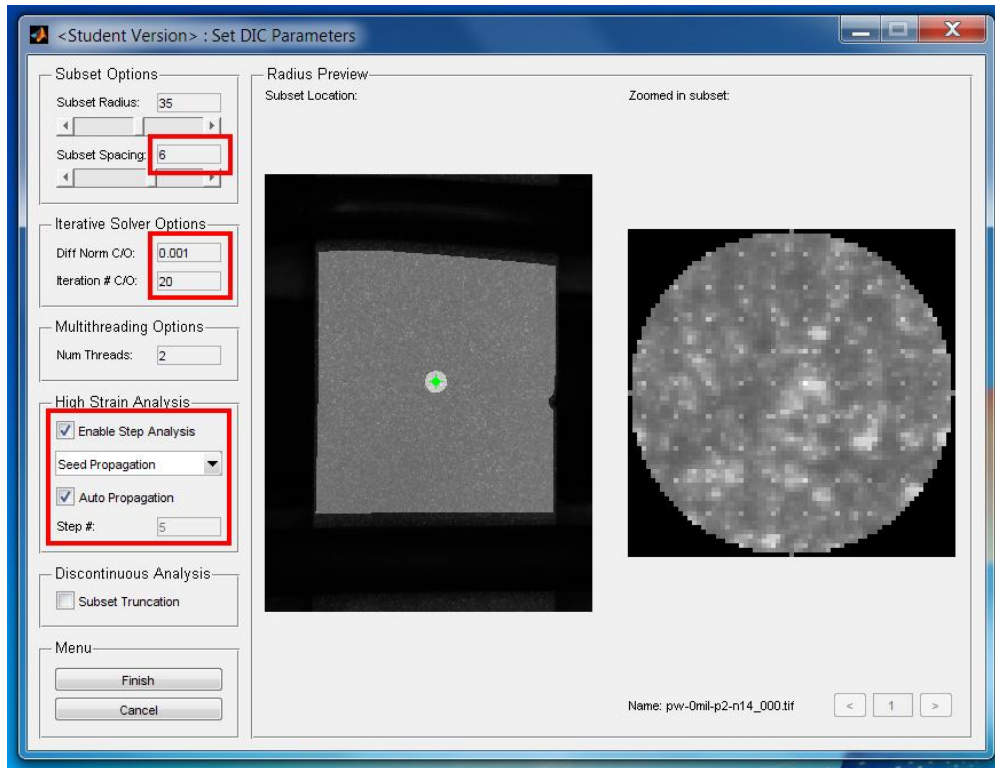 <Student Version> : Set DIC Parameters
Subset Options
Subset Radius: 35
Subset Spacing: 6
Iterative Solver Options
Diff Norm C/O: 0.001
Iteration # C/O: 20
Multithreading Options
Num Threads: 2
High Strain Analysis
Enable Step Analysis
Seed Propagation
Auto Propagation
Step #: 5
Discontinuous Analysis
Subset Truncation
Menu
Finish
Cancel
Radius Preview
Subset Location:
Zoomed in subset:
Name: pw-0mil-p2-n14_000.tif
< 1 >